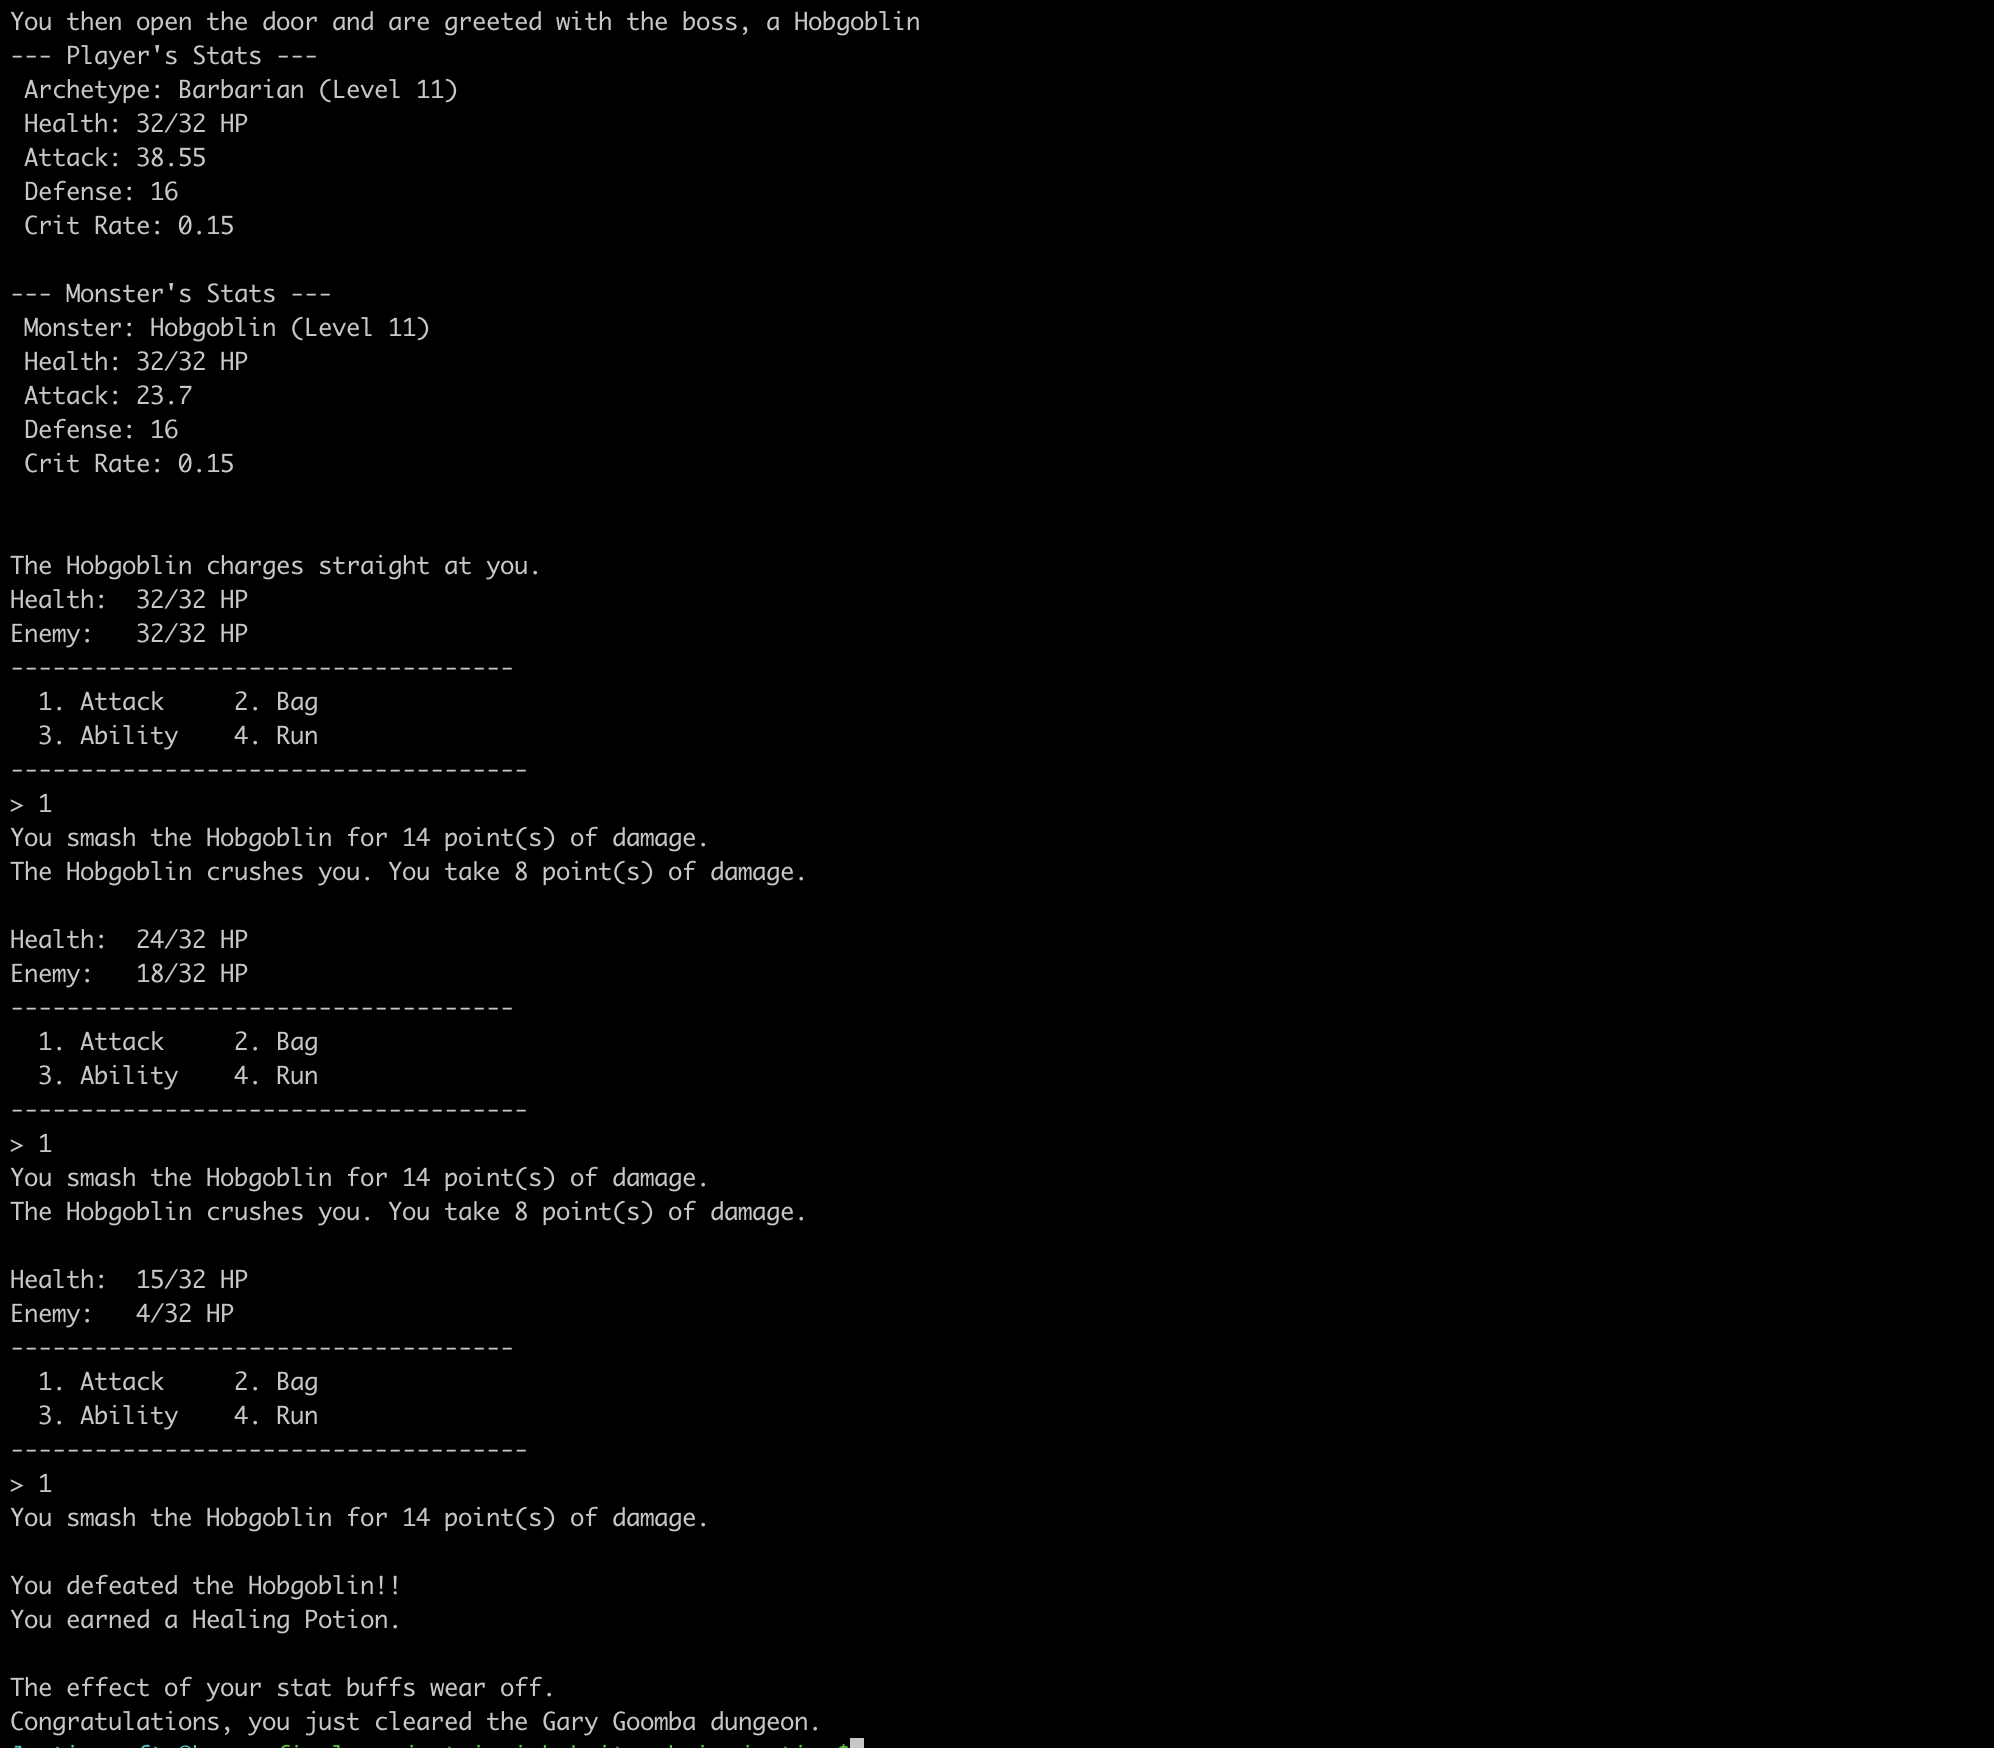 You then open the door and are greeted with the boss, a Hobgoblin
--- Player's Stats ---
Archetype: Barbarian (Level 11)
Health: 32/32 HP
Attack: 38.55
Defense: 16
Crit Rate: 0.15
--- Monster's Stats ---
Monster: Hobgoblin (Level 11)
Health: 32/32 HP
Attack: 23.7
Defense: 16
Crit Rate: 0.15
The Hobgoblin charges straight at you.
Health:  32/32 HP
Enemy:   32/32 HP
------------------------------------
  1. Attack     2. Bag
  3. Ability    4. Run
-------------------------------------
> 1
You smash the Hobgoblin for 14 point(s) of damage.
The Hobgoblin crushes you. You take 8 point(s) of damage.
Health:  24/32 HP
Enemy:   18/32 HP
------------------------------------
  1. Attack     2. Bag
  3. Ability    4. Run
-------------------------------------
> 1
You smash the Hobgoblin for 14 point(s) of damage.
The Hobgoblin crushes you. You take 8 point(s) of damage.
Health:  15/32 HP
Enemy:   4/32 HP
------------------------------------
  1. Attack     2. Bag
  3. Ability    4. Run
-------------------------------------
> 1
You smash the Hobgoblin for 14 point(s) of damage.
You defeated the Hobgoblin!!
You earned a Healing Potion.
The effect of your stat buffs wear off.
Congratulations, you just cleared the Gary Goomba dungeon.